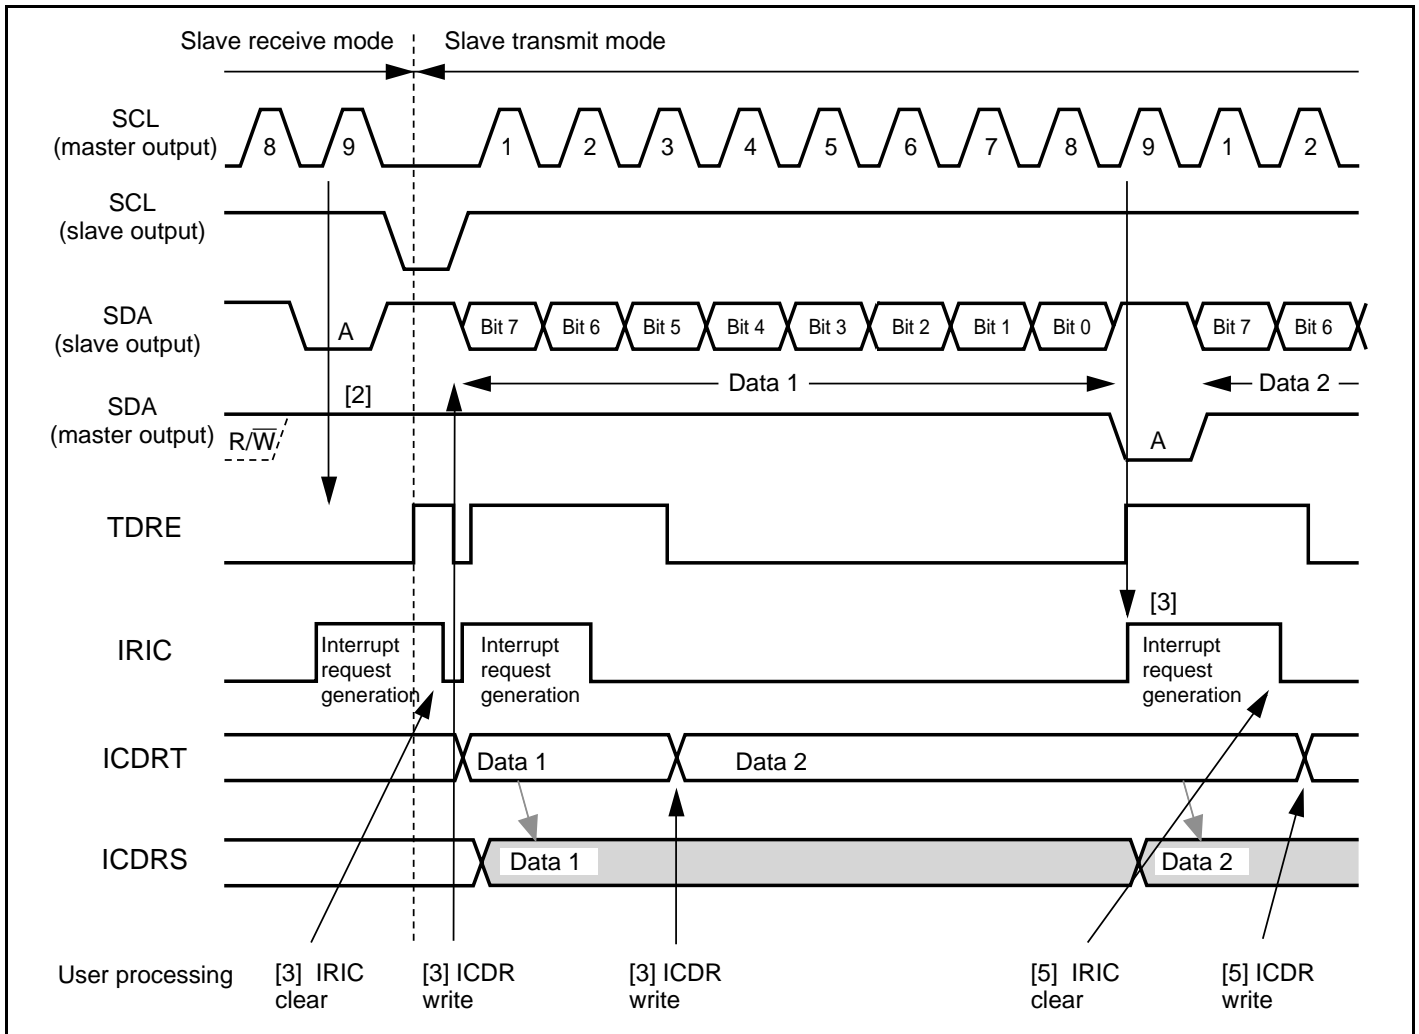 Slave receive mode Slave transmit mode
SCL
(master output)
8 9 1 2 3 4 5 6 7 8 9 1 2
SCL
(slave output)
SDA
(slave output)
A Bit 7 Bit 6 Bit 5 Bit 4 Bit 3 Bit 2 Bit 1 Bit 0 Bit 7 Bit 6
Data 1 Data 2
[2]
SDA
(master output)
R/W̅
A
TDRE
[3]
IRIC
Interrupt
request
generation
Interrupt
request
generation
Interrupt
request
generation
ICDRT
Data 1 Data 2
ICDRS
Data 1 Data 2
User processing
[3] IRIC
clear
[3] ICDR
write
[3] ICDR
write
[5] IRIC
clear
[5] ICDR
write